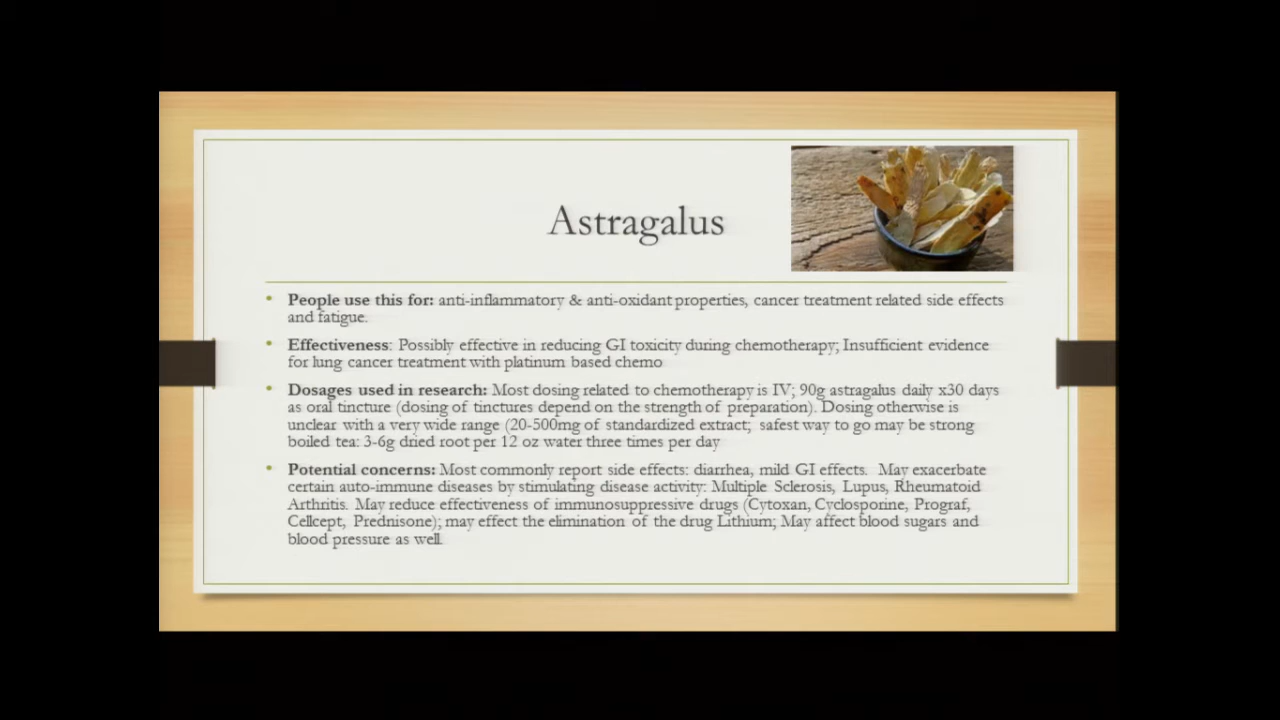 Astragalus
• People use this for: anti-inflammatory & anti-oxidant properties, cancer treatment related side effects
and fatigue.
• Effectiveness: Possibly effective in reducing GI toxicity during chemotherapy; Insufficient evidence
for lung cancer treatment with platinum based chemo
• Dosages used in research: Most dosing related to chemotherapy is IV; 90g astragalus daily x30 days
as oral tincture (dosing of tinctures depend on the strength of preparation). Dosing otherwise is
unclear with a very wide range (20-500mg of standardized extract; safest way to go may be strong
boiled tea: 3-6g dried root per 12 oz water three times per day
• Potential concerns: Most commonly report side effects: diarrhea, mild GI effects. May exacerbate
certain auto-immune diseases by stimulating disease activity: Multiple Sclerosis, Lupus, Rheumatoid
Arthritis. May reduce effectiveness of immunosuppressive drugs (Cytoxan, Cyclosporine, Prograf,
Cellcept, Prednisone); may effect the elimination of the drug Lithium; May affect blood sugars and
blood pressure as well.